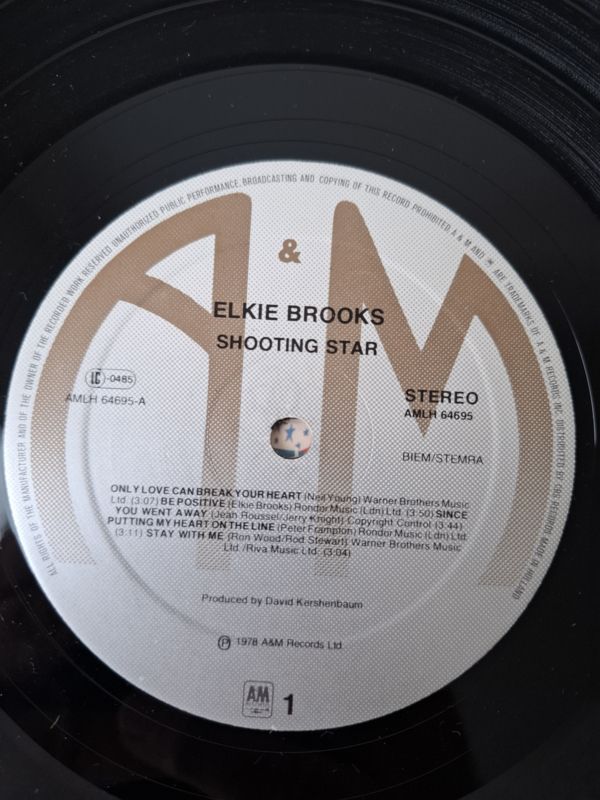 ALL RIGHTS OF THE MANUFACTURER AND OF THE OWNER OF THE RECORDED WORK RESERVED UNAUTHORIZED PUBLIC PERFORMANCE, BROADCASTING AND COPYING OF THIS RECORD PROHIBITED. A & M AND ARE TRADEMARKS OF A & M RECORDS INC. DISTRIBUTED BY CBS RECORDS MADE IN HOLLAND
A & M
ELKIE BROOKS
SHOOTING STAR
LC-0485
AMLH 64695-A
STEREO
AMLH 64695
BIEM/STEMRA
ONLY LOVE CAN BREAK YOUR HEART (Neil Young) Warner Brothers Music
Ltd. (3:07) BE POSITIVE (Elkie Brooks) Rondor Music (Ldn) Ltd. (3:50) SINCE
YOU WENT AWAY (Jean Roussel/Jerry Knight) Copyright Control (3:44)
PUTTING MY HEART ON THE LINE (Peter Frampton) Rondor Music (Ldn) Ltd.
(3:11) STAY WITH ME (Ron Wood/Rod Stewart) Warner Brothers Music
Ltd./Riva Music Ltd. (3:04)
Produced by David Kershenbaum
℗ 1978 A&M Records Ltd
AM
1